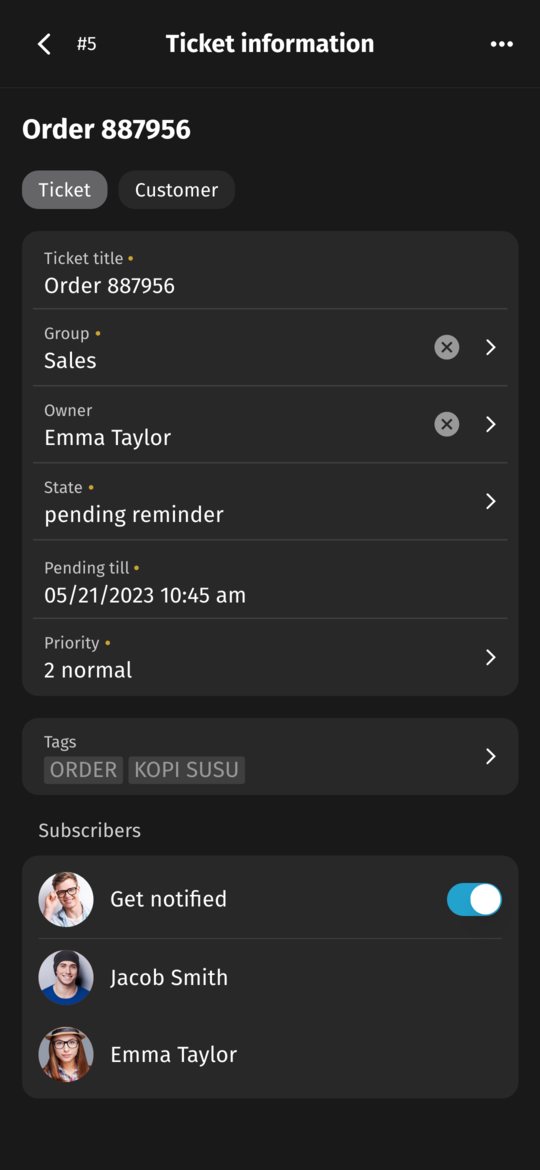 #5 Ticket information
Order 887956
Ticket Customer
Ticket title
Order 887956
Group
Sales
Owner
Emma Taylor
State
pending reminder
Pending till
05/21/2023 10:45 am
Priority
2 normal
Tags
ORDER KOPI SUSU
Subscribers
Get notified
Jacob Smith
Emma Taylor